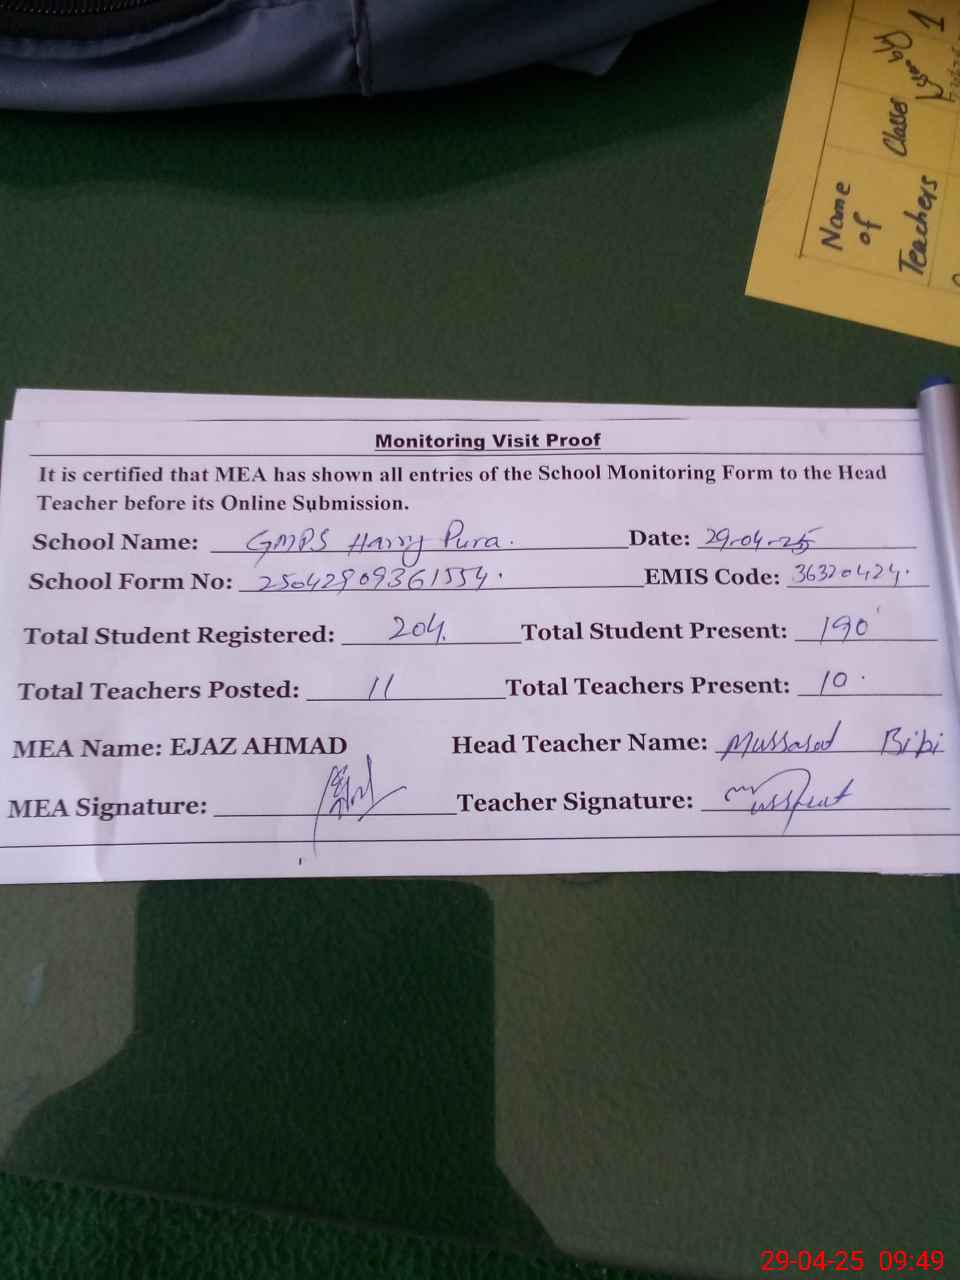 Name
of
Teachers
Classes
1
Monitoring Visit Proof
It is certified that MEA has shown all entries of the School Monitoring Form to the Head
Teacher before its Online Submission.
School Name: GMPS Harry Pura. Date: 29-04-25
School Form No: 25042909361554. EMIS Code: 36320424.
Total Student Registered: 204. Total Student Present: 190
Total Teachers Posted: 11 Total Teachers Present: 10.
MEA Name: EJAZ AHMAD Head Teacher Name: Bibi
MEA Signature: Teacher Signature:
29-04-25 09:49